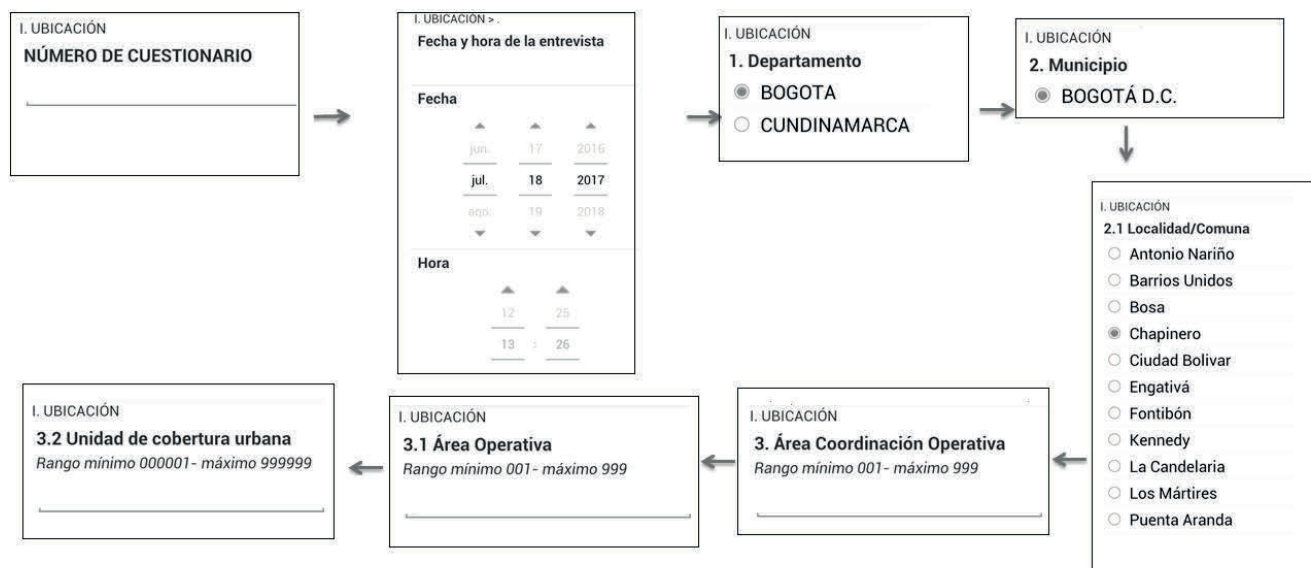 I. UBICACIÓN
NÚMERO DE CUESTIONARIO
I. UBICACIÓN > .
Fecha y hora de la entrevista
Fecha
jun. 17 2016
jul. 18 2017
ago. 19 2018
Hora
12 25
13 : 26
I. UBICACIÓN
1. Departamento
BOGOTA
CUNDINAMARCA
I. UBICACIÓN
2. Municipio
BOGOTÁ D.C.
I. UBICACIÓN
2.1 Localidad/Comuna
Antonio Nariño
Barrios Unidos
Bosa
Chapinero
Ciudad Bolivar
Engativá
Fontibón
Kennedy
La Candelaria
Los Mártires
Puenta Aranda
I. UBICACIÓN
3. Área Coordinación Operativa
Rango mínimo 001- máximo 999
I. UBICACIÓN
3.1 Área Operativa
Rango mínimo 001- máximo 999
I. UBICACIÓN
3.2 Unidad de cobertura urbana
Rango mínimo 000001- máximo 999999